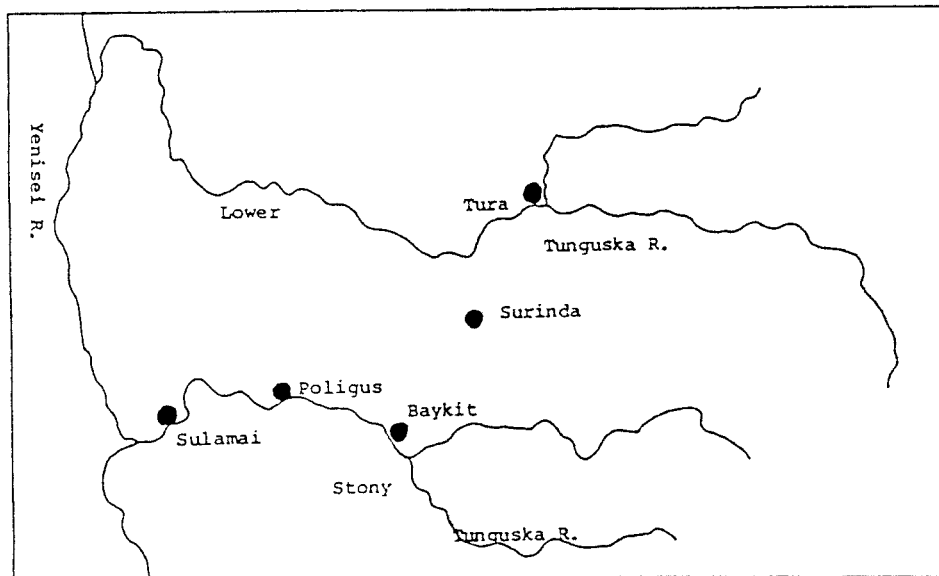 Yenisei R.
Lower
Tura
Tunguska R.
Surinda
Poligus
Baykit
Sulamai
Stony
Tunguska R.